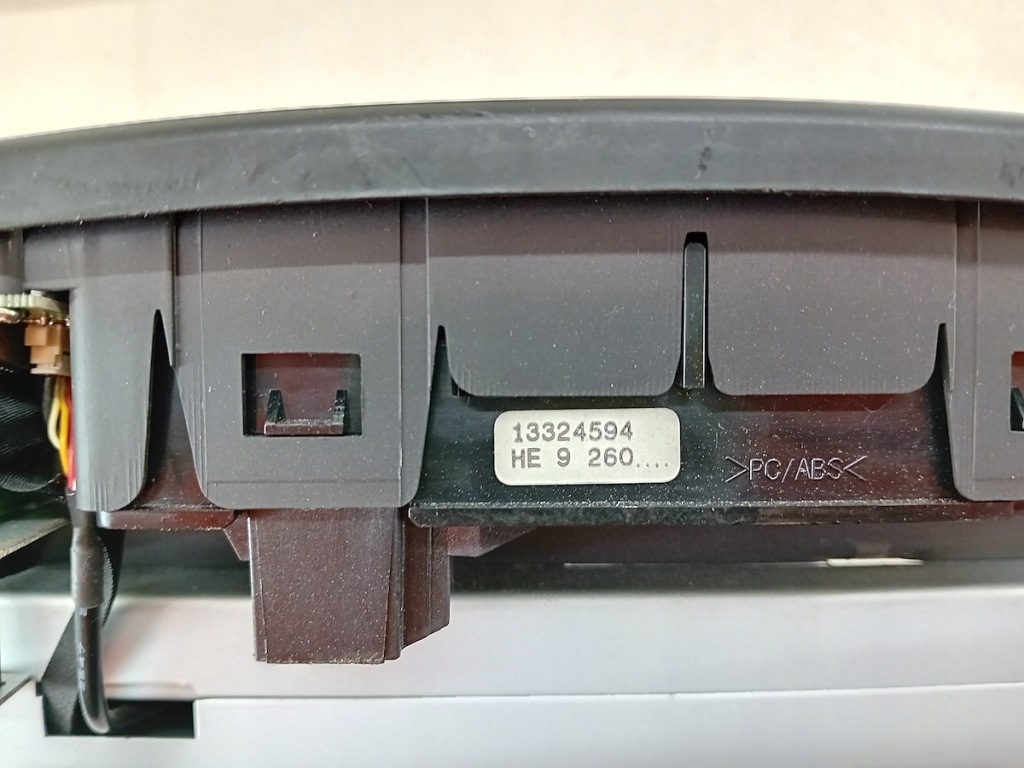 13324594
HE 9 260....
>PC/ABS<